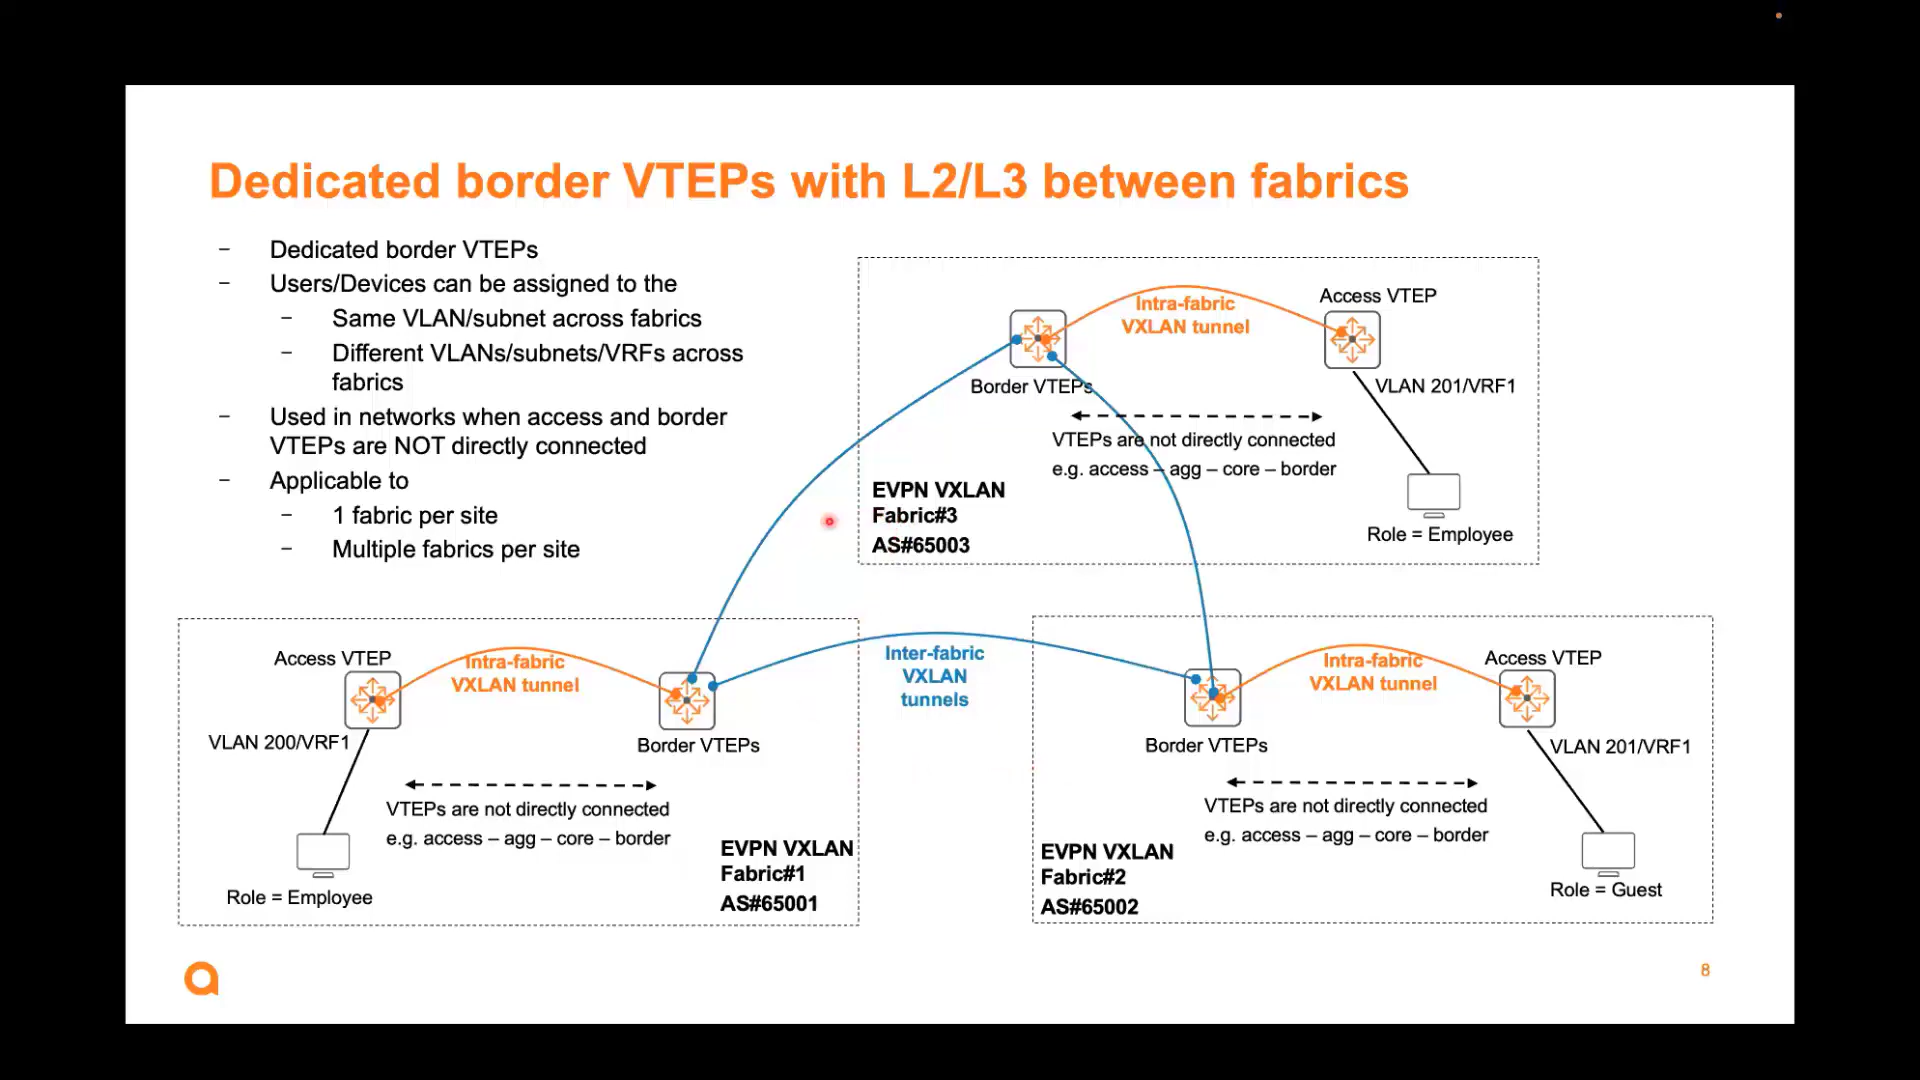 Dedicated border VTEPs with L2/L3 between fabrics
– Dedicated border VTEPs
– Users/Devices can be assigned to the
– Same VLAN/subnet across fabrics
– Different VLANs/subnets/VRFs across
fabrics
– Used in networks when access and border
VTEPs are NOT directly connected
– Applicable to
– 1 fabric per site
– Multiple fabrics per site
Intra-fabric
VXLAN tunnel
Access VTEP
Border VTEPs
VLAN 201/VRF1
VTEPs are not directly connected
e.g. access – agg – core – border
EVPN VXLAN
Fabric#3
AS#65003
Role = Employee
Access VTEP
Intra-fabric
VXLAN tunnel
VLAN 200/VRF1
Border VTEPs
VTEPs are not directly connected
e.g. access – agg – core – border
EVPN VXLAN
Fabric#1
AS#65001
Role = Employee
Inter-fabric
VXLAN
tunnels
Intra-fabric
VXLAN tunnel
Access VTEP
Border VTEPs
VLAN 201/VRF1
VTEPs are not directly connected
e.g. access – agg – core – border
EVPN VXLAN
Fabric#2
AS#65002
Role = Guest
8